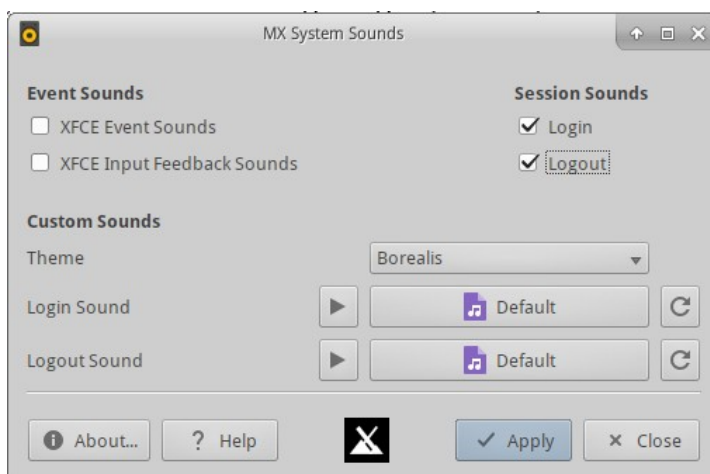 MX System Sounds
Event Sounds
XFCE Event Sounds
XFCE Input Feedback Sounds
Session Sounds
Login
Logout
Custom Sounds
Theme
Borealis
Login Sound
Default
Logout Sound
Default
About...
? Help
Apply
Close